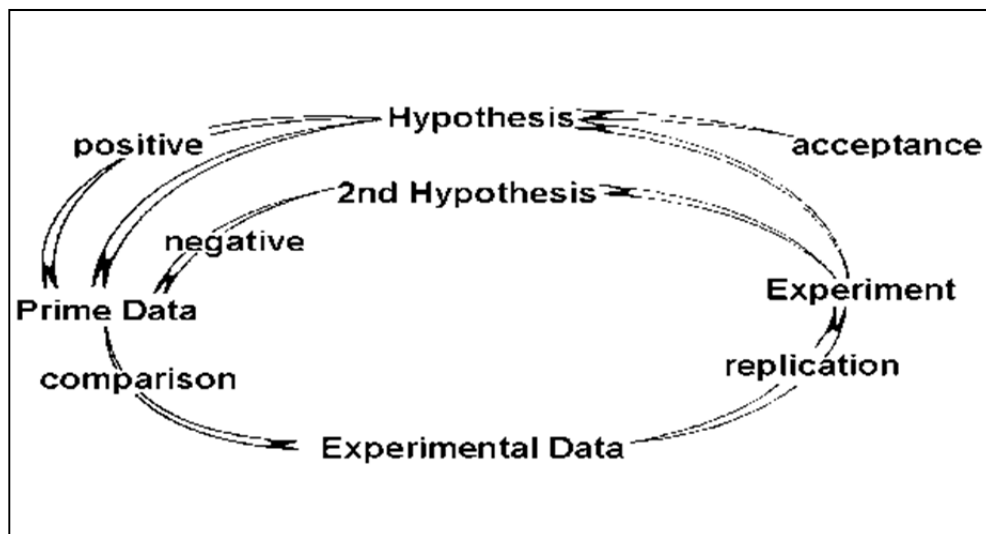 Hypothesis
positive
acceptance
2nd Hypothesis
negative
Experiment
Prime Data
replication
comparison
Experimental Data